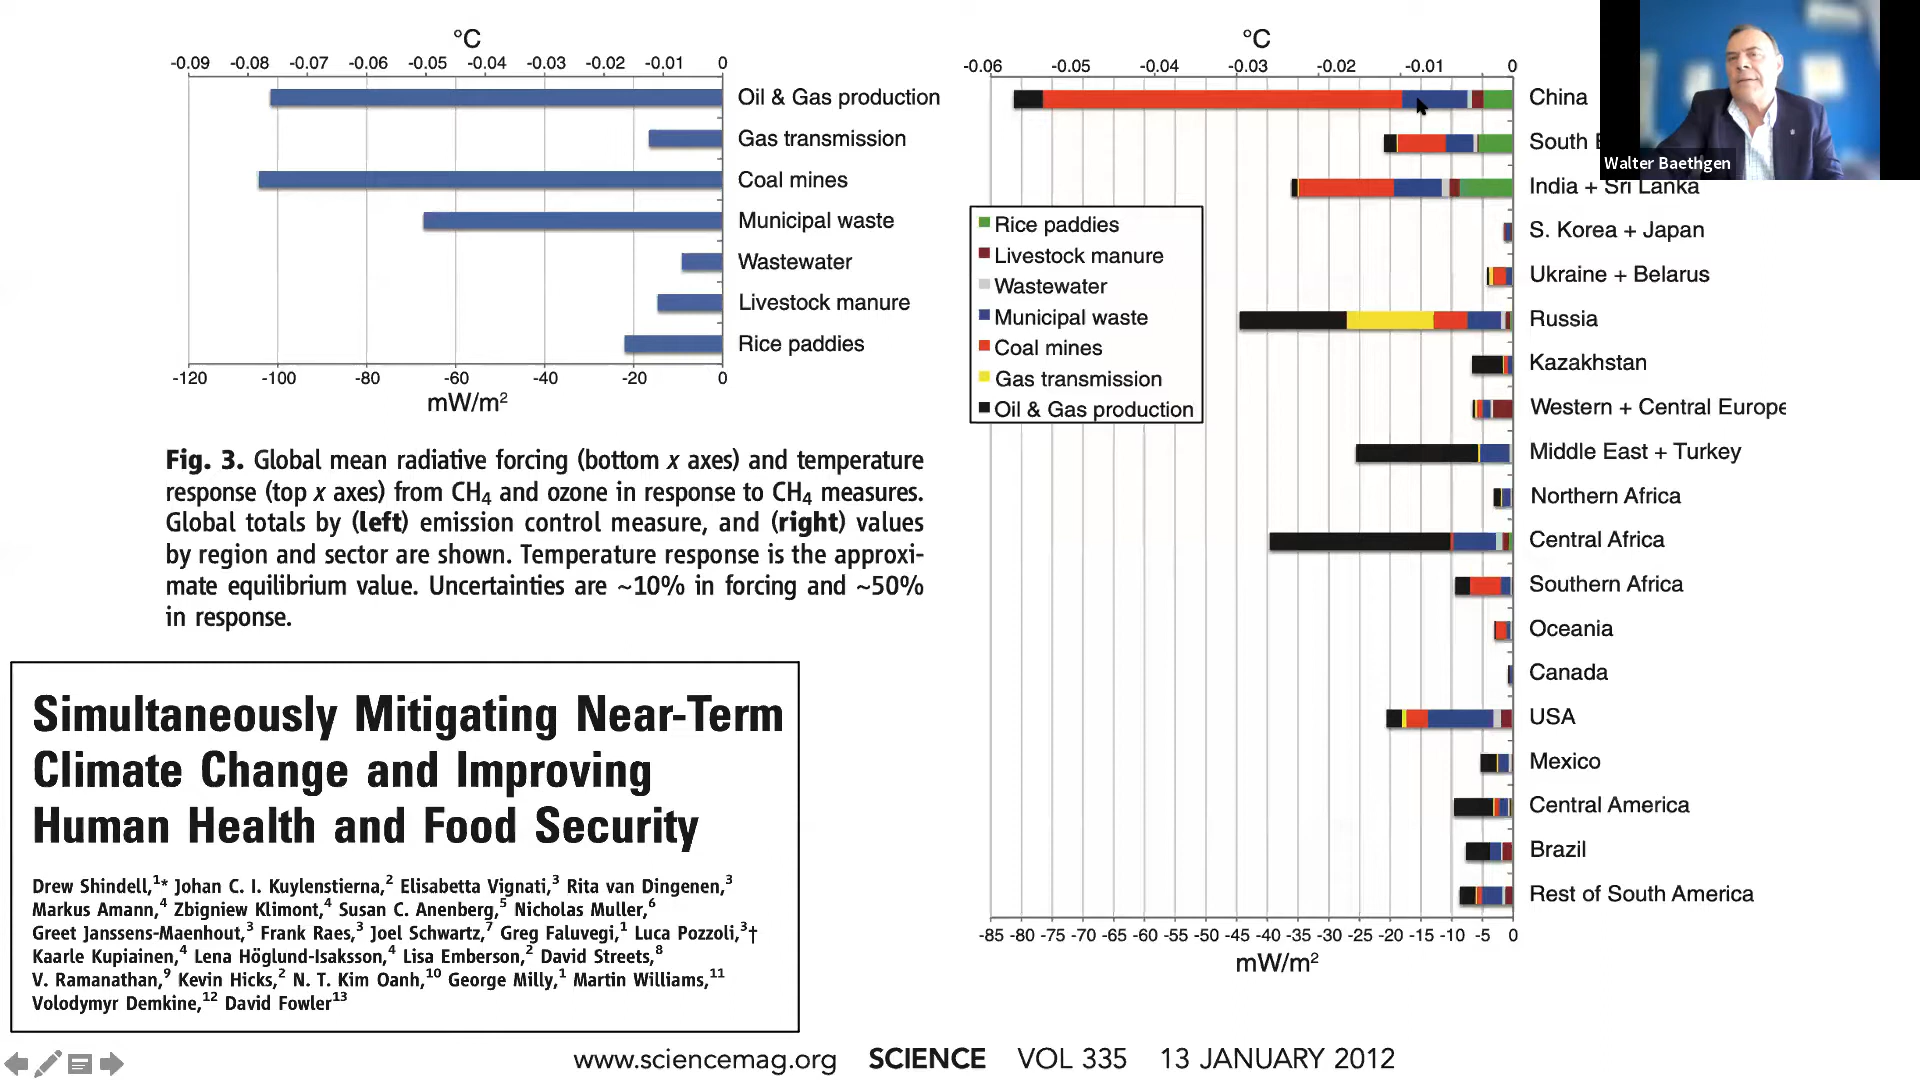 °C
-0.09 -0.08 -0.07 -0.06 -0.05 -0.04 -0.03 -0.02 -0.01 0
Oil & Gas production
Gas transmission
Coal mines
Municipal waste
Wastewater
Livestock manure
Rice paddies
-120 -100 -80 -60 -40 -20 0
mW/m²
Fig. 3. Global mean radiative forcing (bottom x axes) and temperature
response (top x axes) from CH₄ and ozone in response to CH₄ measures.
Global totals by (left) emission control measure, and (right) values
by region and sector are shown. Temperature response is the approxi-
mate equilibrium value. Uncertainties are ~10% in forcing and ~50%
in response.
Simultaneously Mitigating Near-Term
Climate Change and Improving
Human Health and Food Security
Drew Shindell,¹* Johan C. I. Kuylenstierna,² Elisabetta Vignati,³ Rita van Dingenen,³
Markus Amann,⁴ Zbigniew Klimont,⁴ Susan C. Anenberg,⁵ Nicholas Muller,⁶
Greet Janssens-Maenhout,³ Frank Raes,³ Joel Schwartz,⁷ Greg Faluvegi,¹ Luca Pozzoli,³†
Kaarle Kupiainen,⁴ Lena Höglund-Isaksson,⁴ Lisa Emberson,² David Streets,⁸
V. Ramanathan,⁹ Kevin Hicks,² N. T. Kim Oanh,¹⁰ George Milly,¹ Martin Williams,¹¹
Volodymyr Demkine,¹² David Fowler¹³
°C
-0.06 -0.05 -0.04 -0.03 -0.02 -0.01 0
China
South
India + Sri Lanka
S. Korea + Japan
Ukraine + Belarus
Russia
Kazakhstan
Western + Central Europe
Middle East + Turkey
Northern Africa
Central Africa
Southern Africa
Oceania
Canada
USA
Mexico
Central America
Brazil
Rest of South America
Rice paddies
Livestock manure
Wastewater
Municipal waste
Coal mines
Gas transmission
Oil & Gas production
-85 -80 -75 -70 -65 -60 -55 -50 -45 -40 -35 -30 -25 -20 -15 -10 -5 0
mW/m²
Walter Baethgen
www.sciencemag.org SCIENCE VOL 335 13 JANUARY 2012